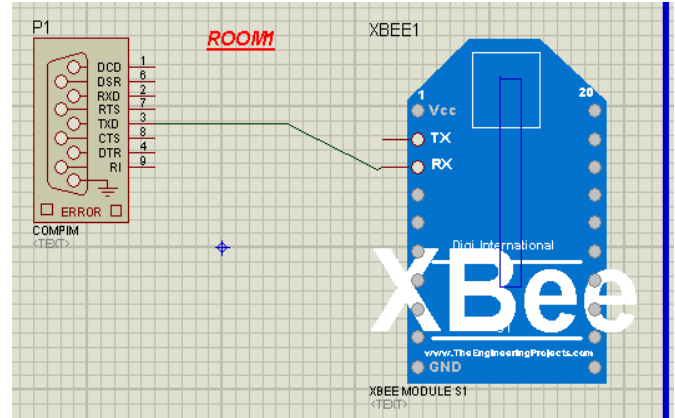 P1
ROOM1
XBEE1
DCD 1
DSR 6
RXD 2
RTS 7
TXD 3
CTS 8
DTR 4
RI 9
ERROR
COMPIM
<TEXT>
1
20
Vcc
TX
RX
Digi International
XBee
www.TheEngineeringProjects.com
GND
XBEE MODULE S1
<TEXT>